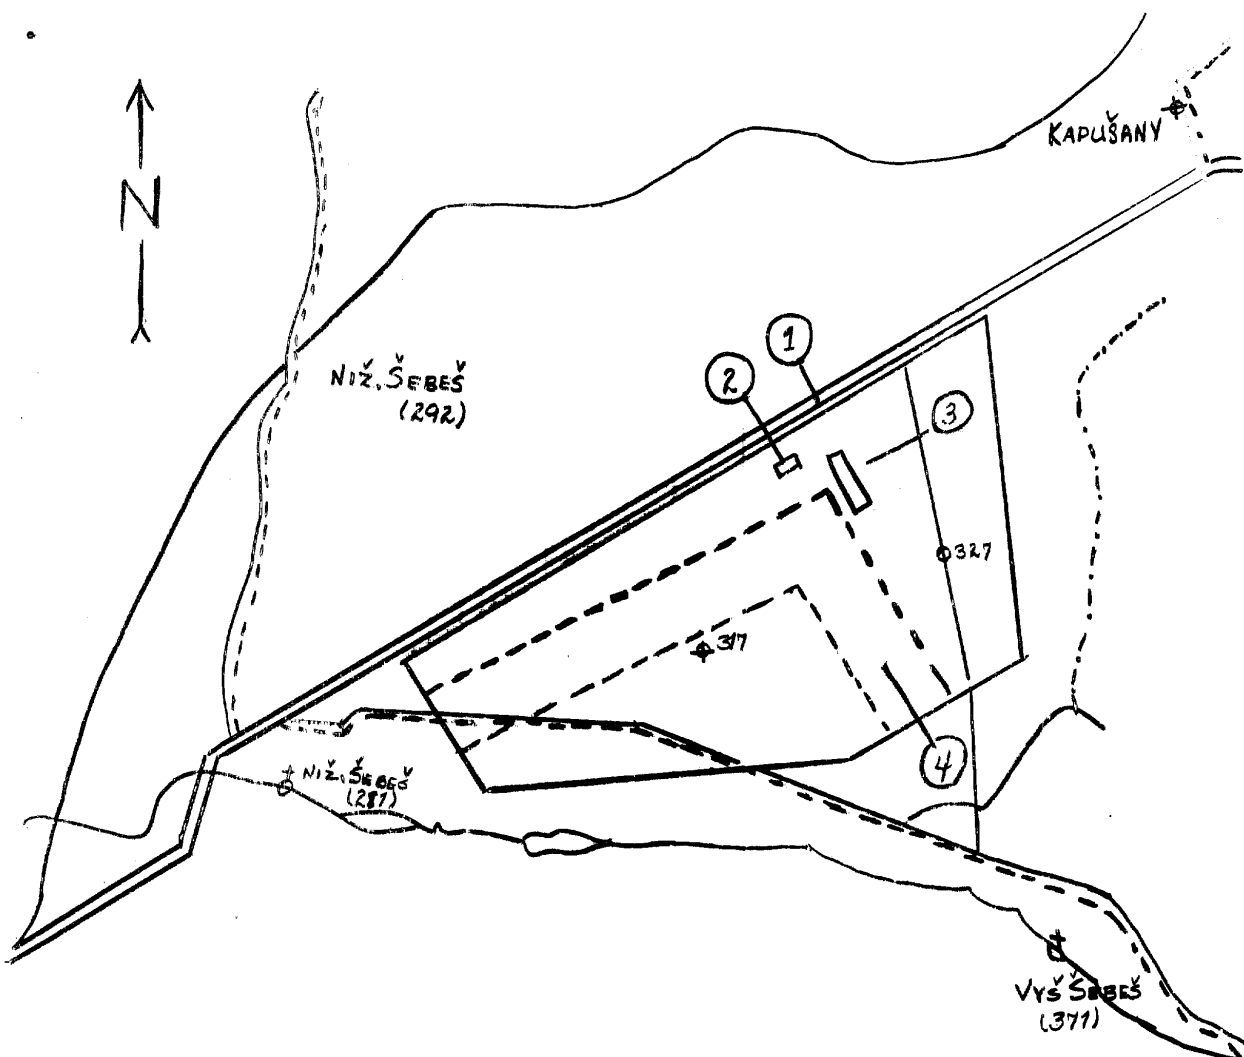 KAPUŠANY
N
NIŽ. ŠEBEŠ
(292)
1
2
3
327
317
4
NIŽ. ŠEBEŠ
(281)
VYŠ ŠEBEŠ
(371)